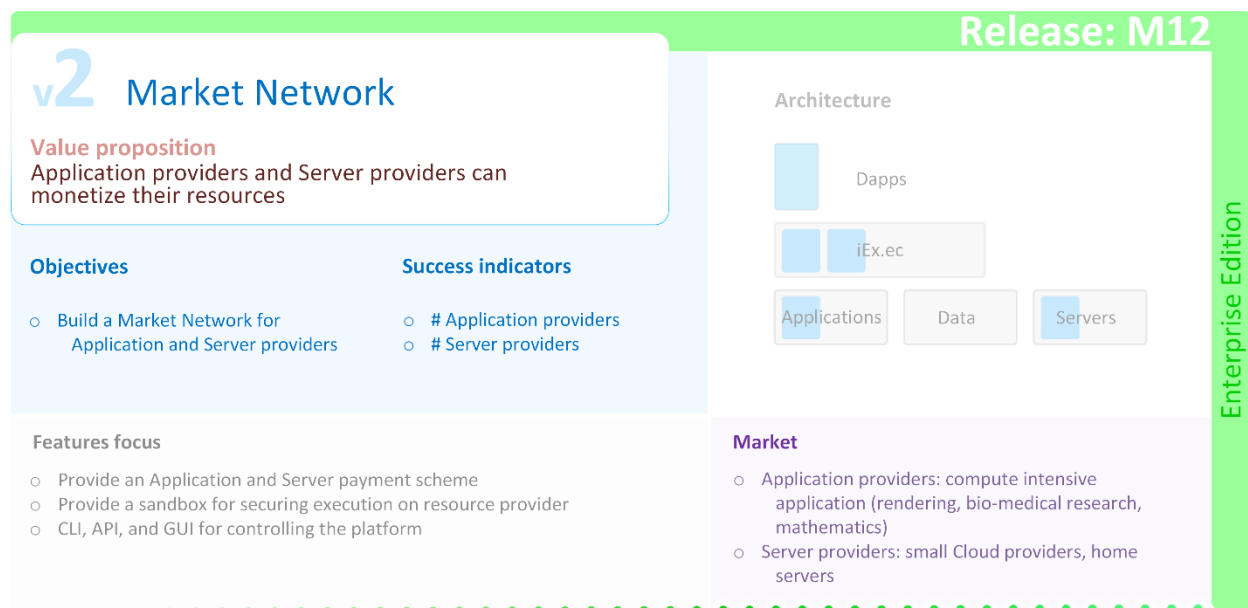 Release: M12
v2 Market Network
Value proposition
Application providers and Server providers can
monetize their resources
Objectives
○ Build a Market Network for
Application and Server providers
Success indicators
○ # Application providers
○ # Server providers
Architecture
Dapps
iEx.ec
Applications
Data
Servers
Enterprise Edition
Features focus
○ Provide an Application and Server payment scheme
○ Provide a sandbox for securing execution on resource provider
○ CLI, API, and GUI for controlling the platform
Market
○ Application providers: compute intensive
application (rendering, bio-medical research,
mathematics)
○ Server providers: small Cloud providers, home
servers